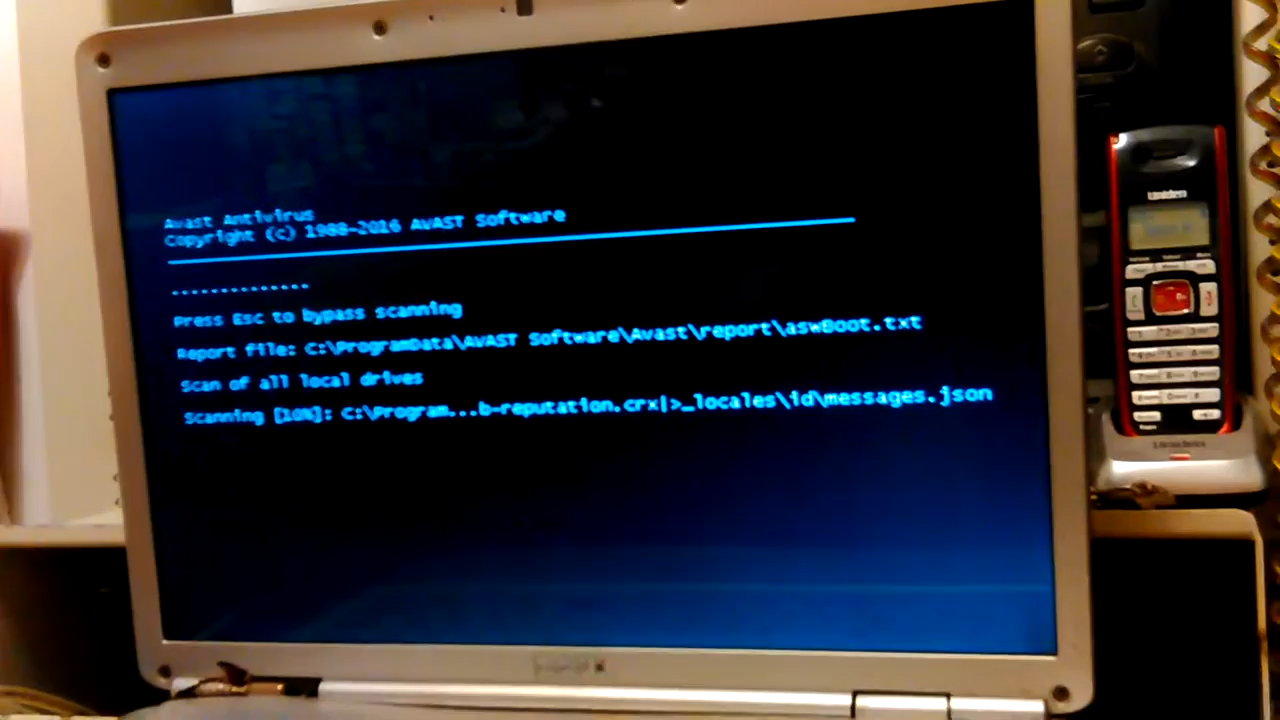 Avast Antivirus
Copyright (c) 1988-2016 AVAST Software
--------------
Press Esc to bypass scanning
Report file: C:\ProgramData\AVAST Software\Avast\report\aswBoot.txt
Scan of all local drives
Scanning [10%]: C:\Program...b-reputation.crx|>_locales\id\messages.json
Uniden